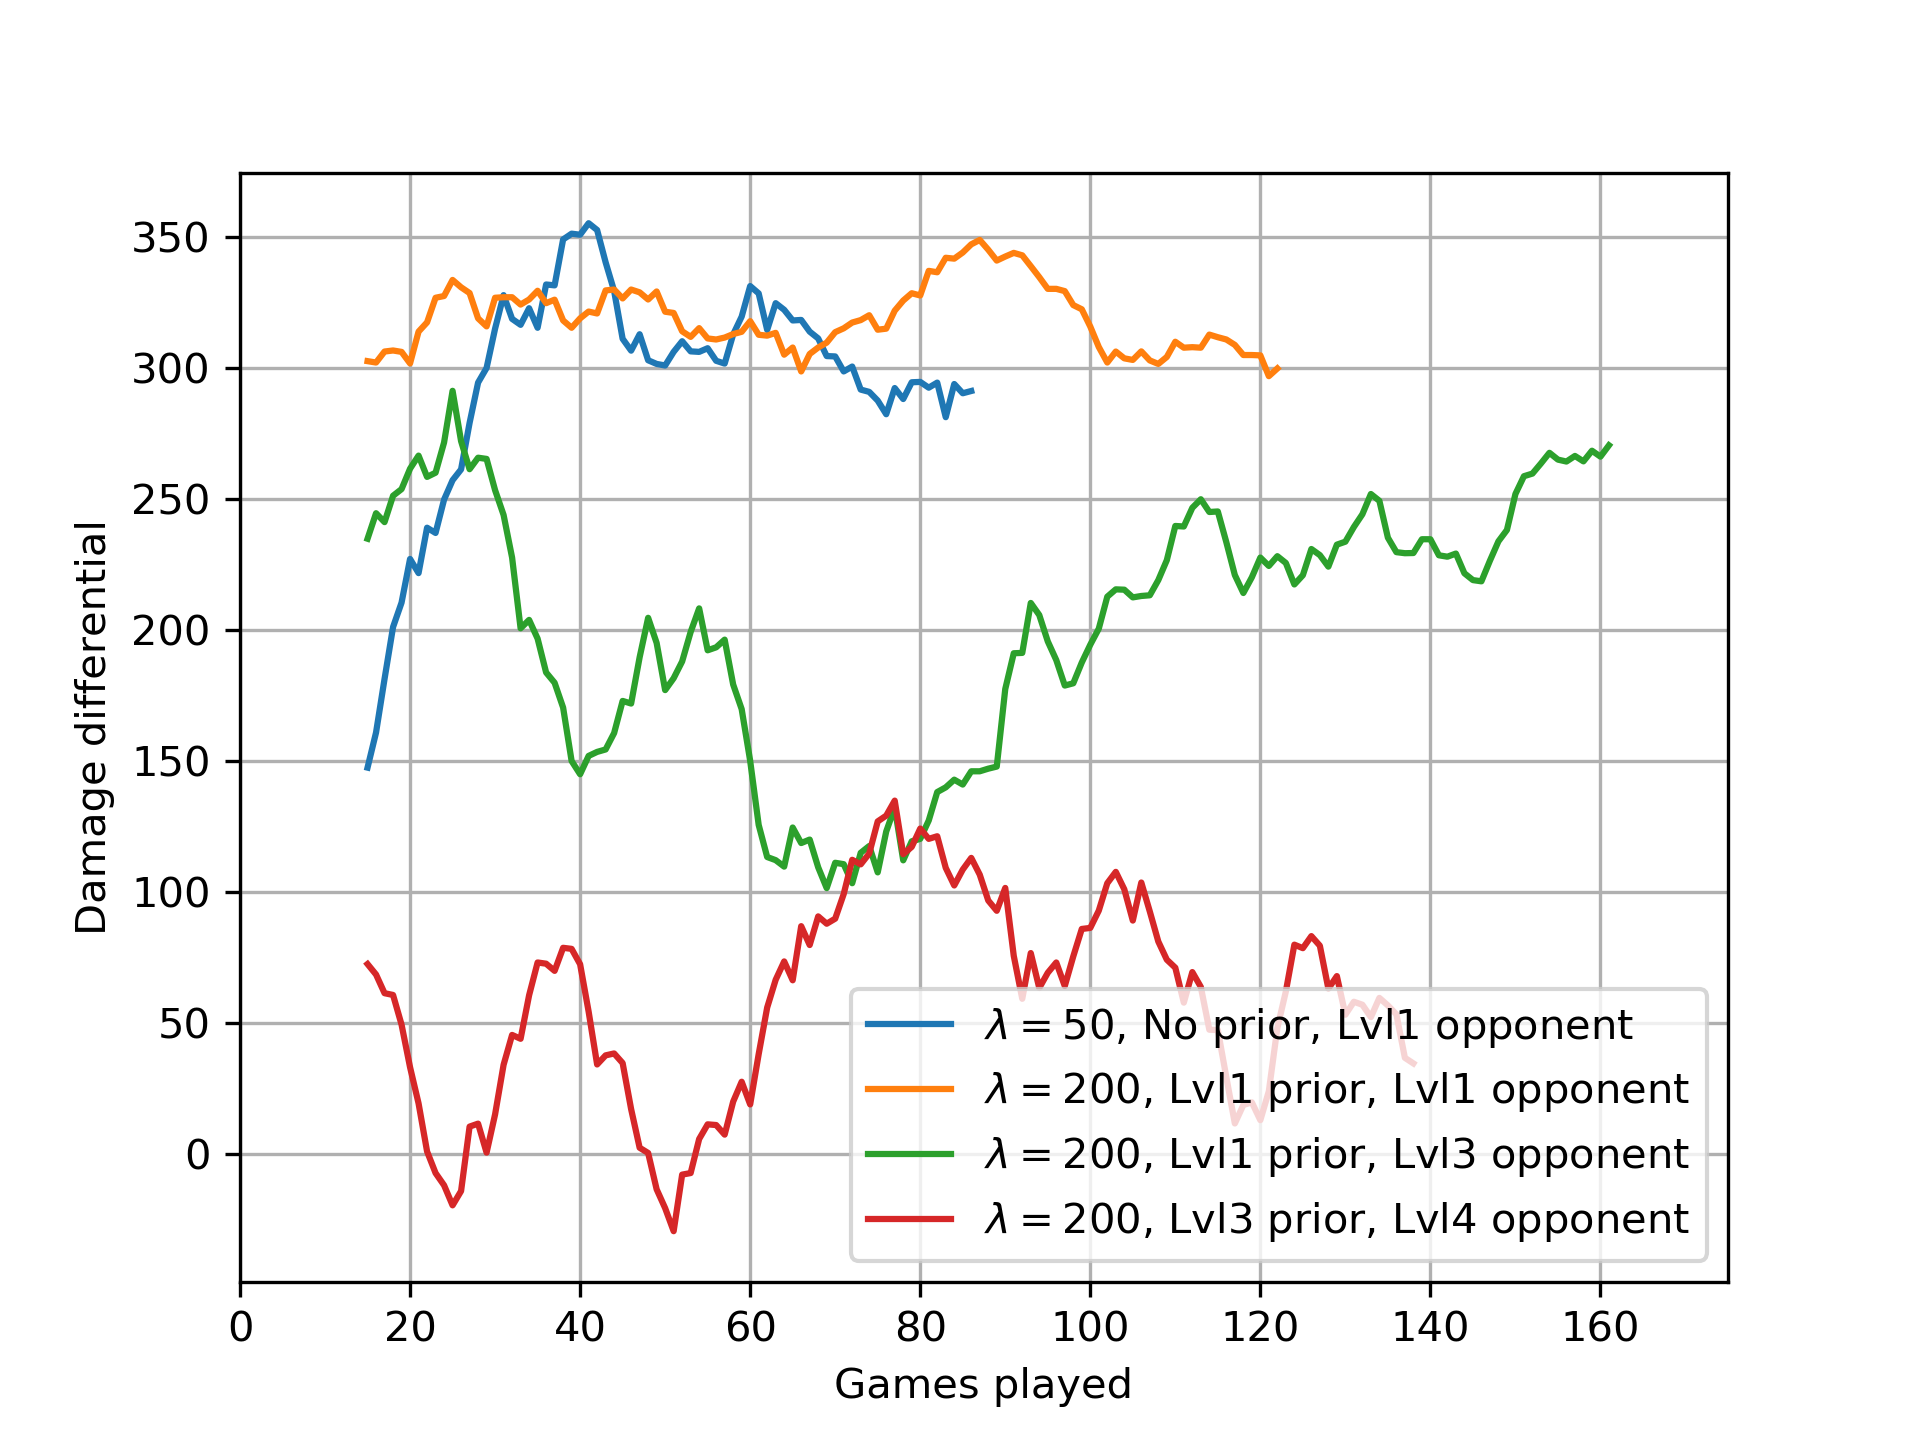 350
300
250
200
150
100
50
0
Damage differential
λ = 50, No prior, Lvl1 opponent
λ = 200, Lvl1 prior, Lvl1 opponent
λ = 200, Lvl1 prior, Lvl3 opponent
λ = 200, Lvl3 prior, Lvl4 opponent
0 20 40 60 80 100 120 140 160
Games played